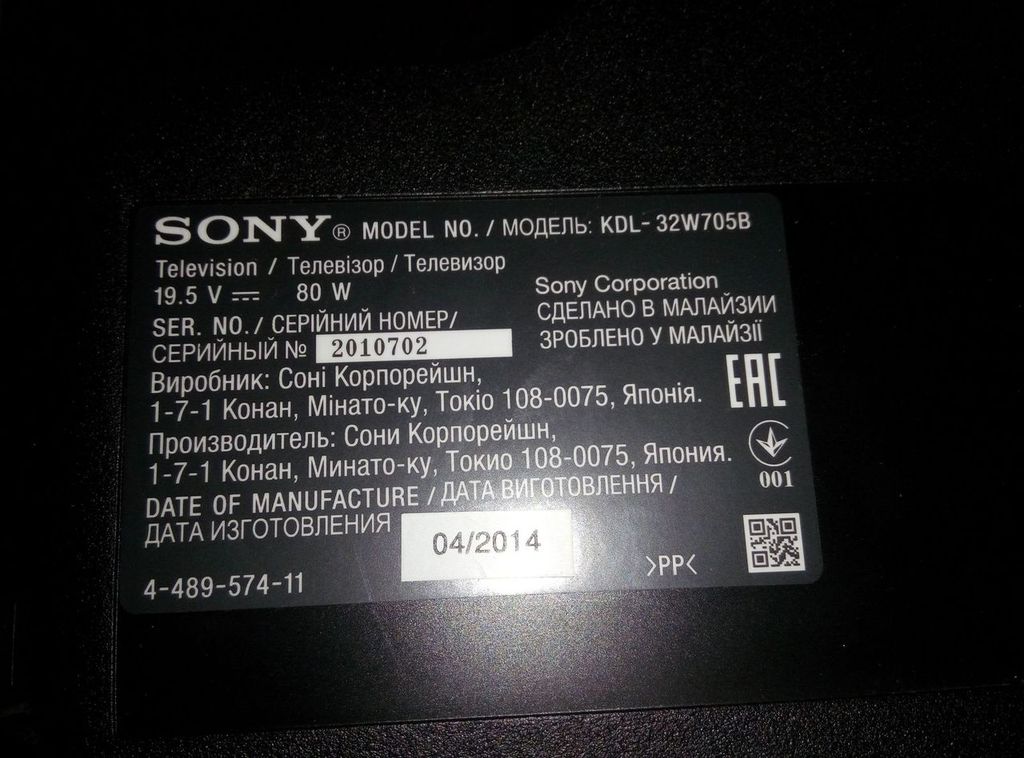 SONY® MODEL NO. / МОДЕЛЬ: KDL-32W705B
Television / Телевізор / Телевизор
19.5 V ⎓ 80 W
Sony Corporation
СДЕЛАНО В МАЛАЙЗИИ
ЗРОБЛЕНО У МАЛАЙЗІЇ
SER. NO. / СЕРІЙНИЙ НОМЕР/
СЕРИЙНЫЙ № 2010702
Виробник: Соні Корпорейшн,
1-7-1 Конан, Мінато-ку, Токіо 108-0075, Японія.
EAC
Производитель: Сони Корпорейшн,
1-7-1 Конан, Минато-ку, Токио 108-0075, Япония.
001
DATE OF MANUFACTURE / ДАТА ВИГОТОВЛЕННЯ /
ДАТА ИЗГОТОВЛЕНИЯ 04/2014
>PP<
4-489-574-11